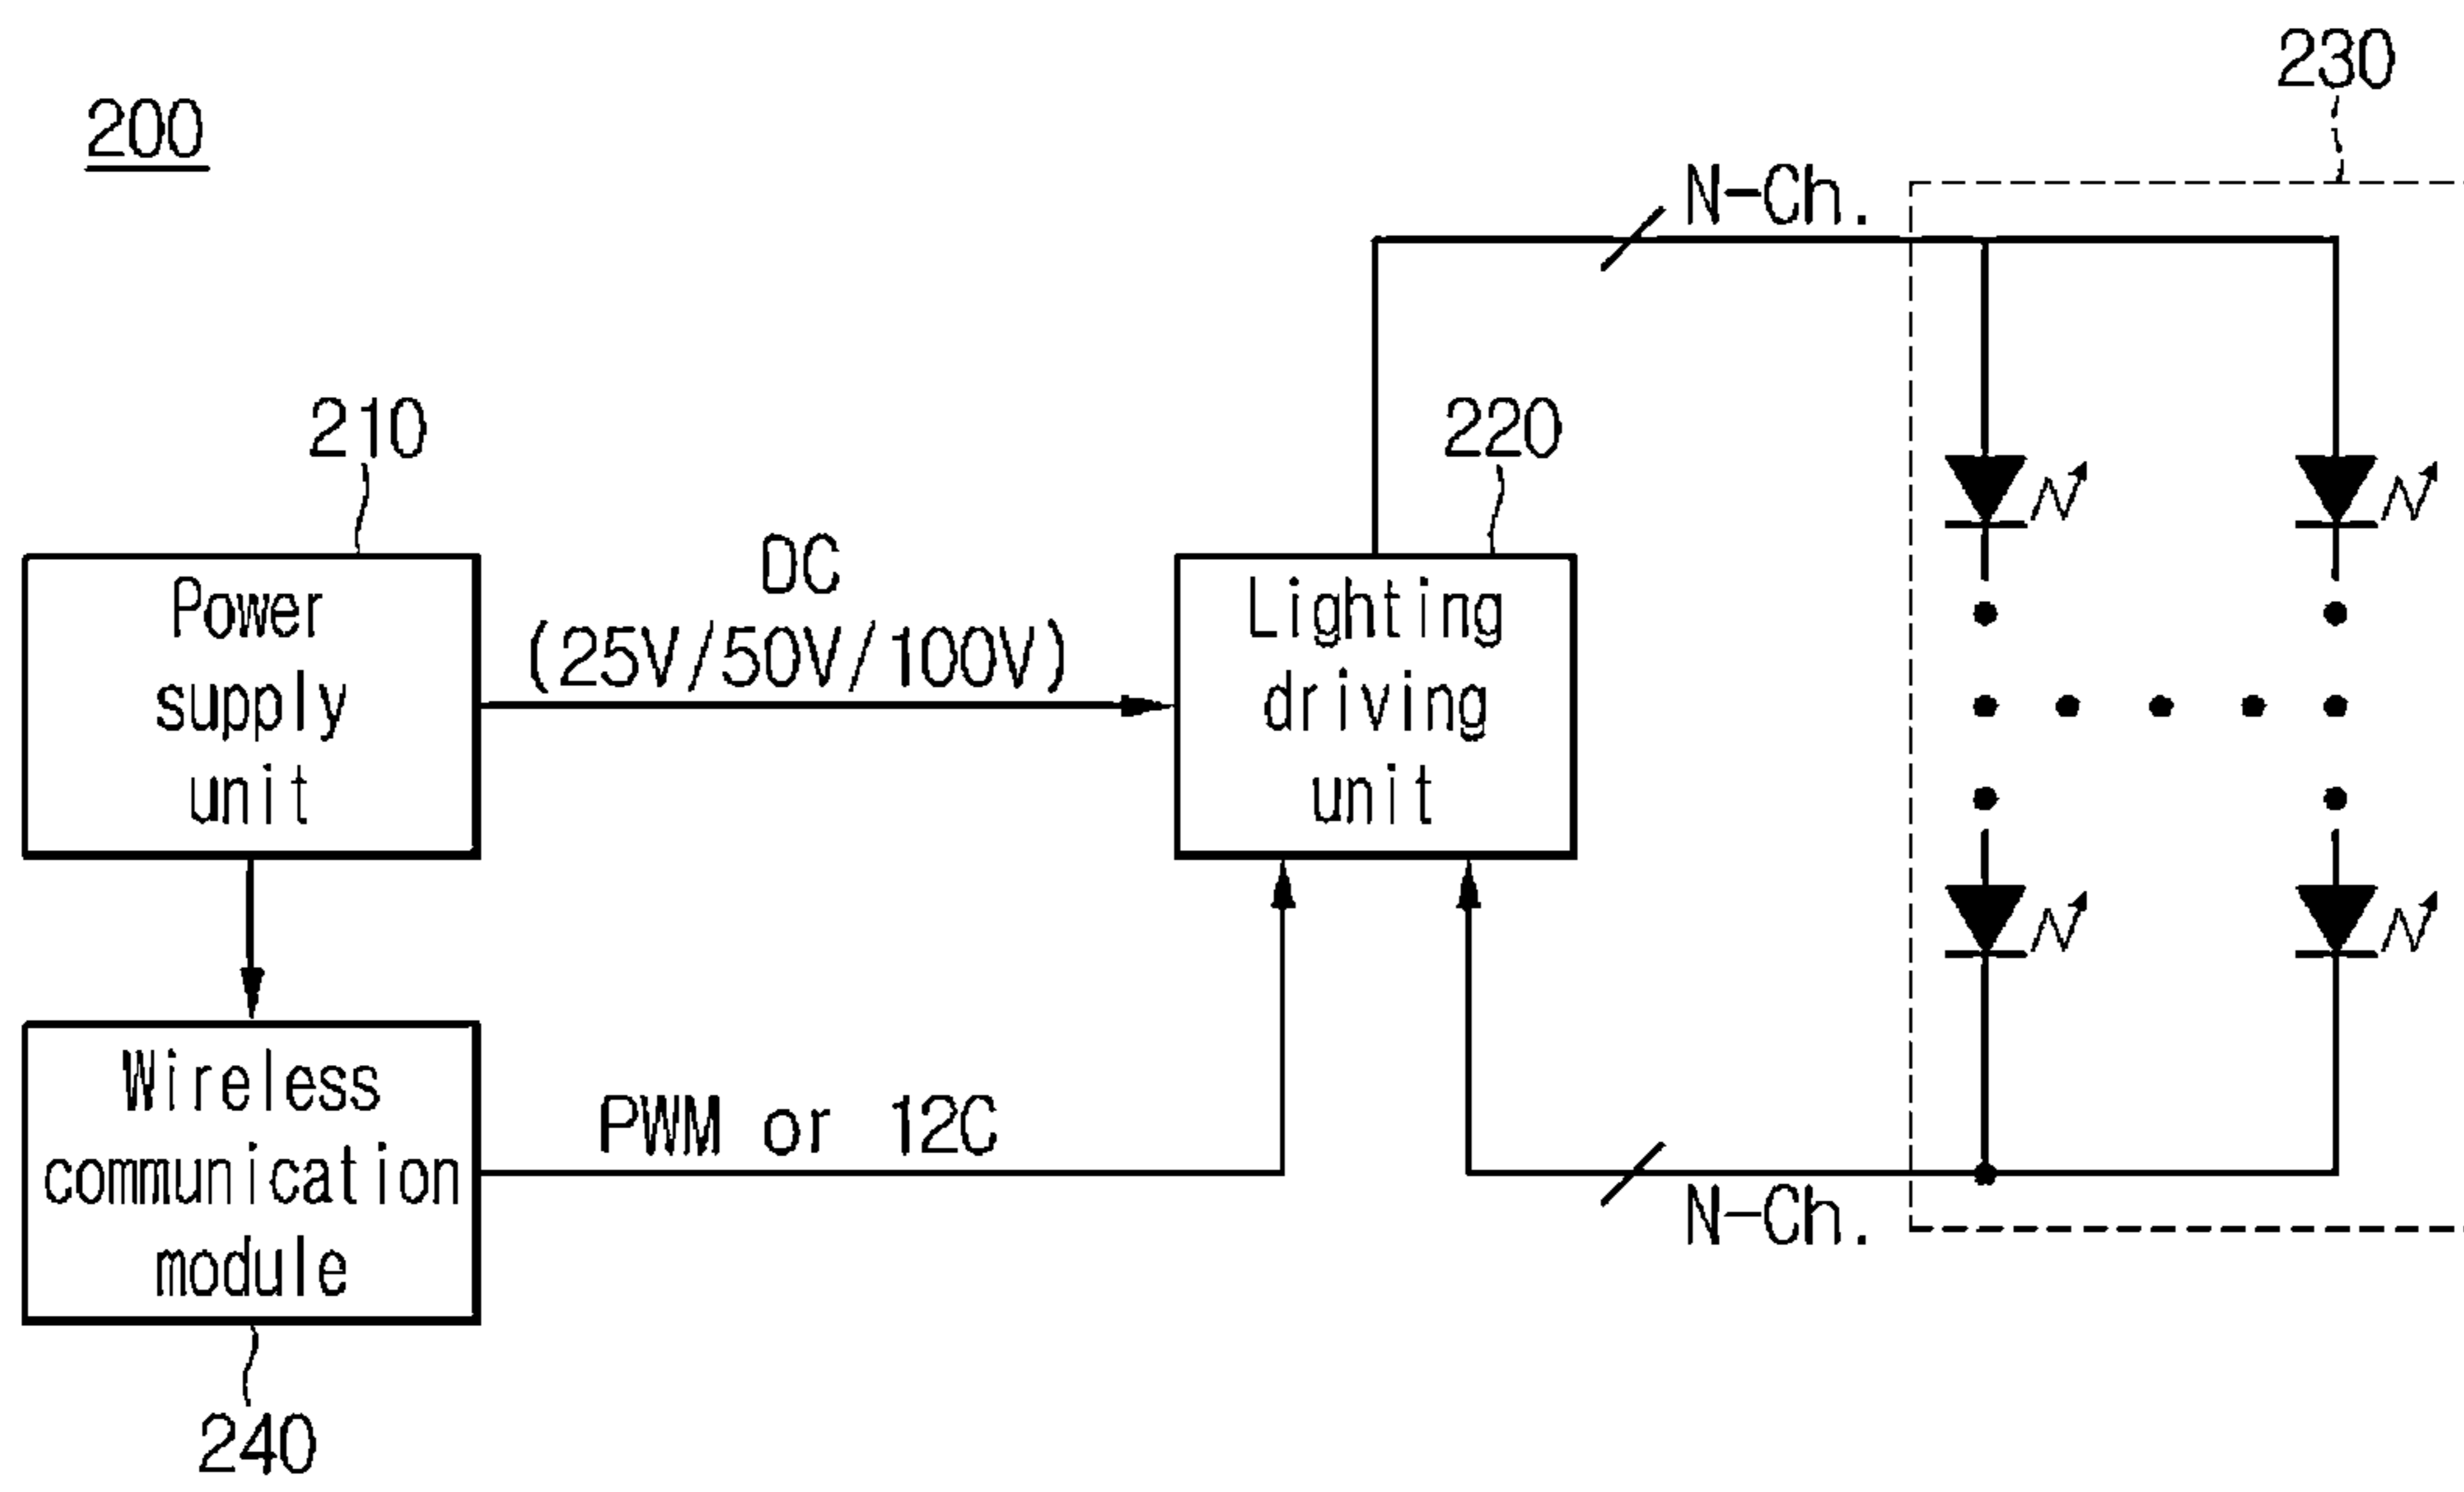 200
230
N-Ch.
210
220
DC
(25V/50V/100V)
Power
supply
unit
Lighting
driving
unit
Wireless
communication
module
PWM or 12C
N-Ch.
240